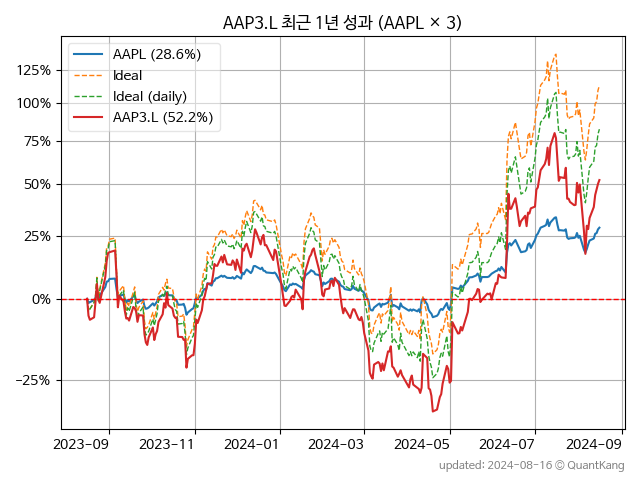 AAP3.L 최근 1년 성과 (AAPL × 3)
AAPL (28.6%)
Ideal
Ideal (daily)
AAP3.L (52.2%)
125%
100%
75%
50%
25%
0%
−25%
2023-09
2023-11
2024-01
2024-03
2024-05
2024-07
2024-09
updated: 2024-08-16 © QuantKang